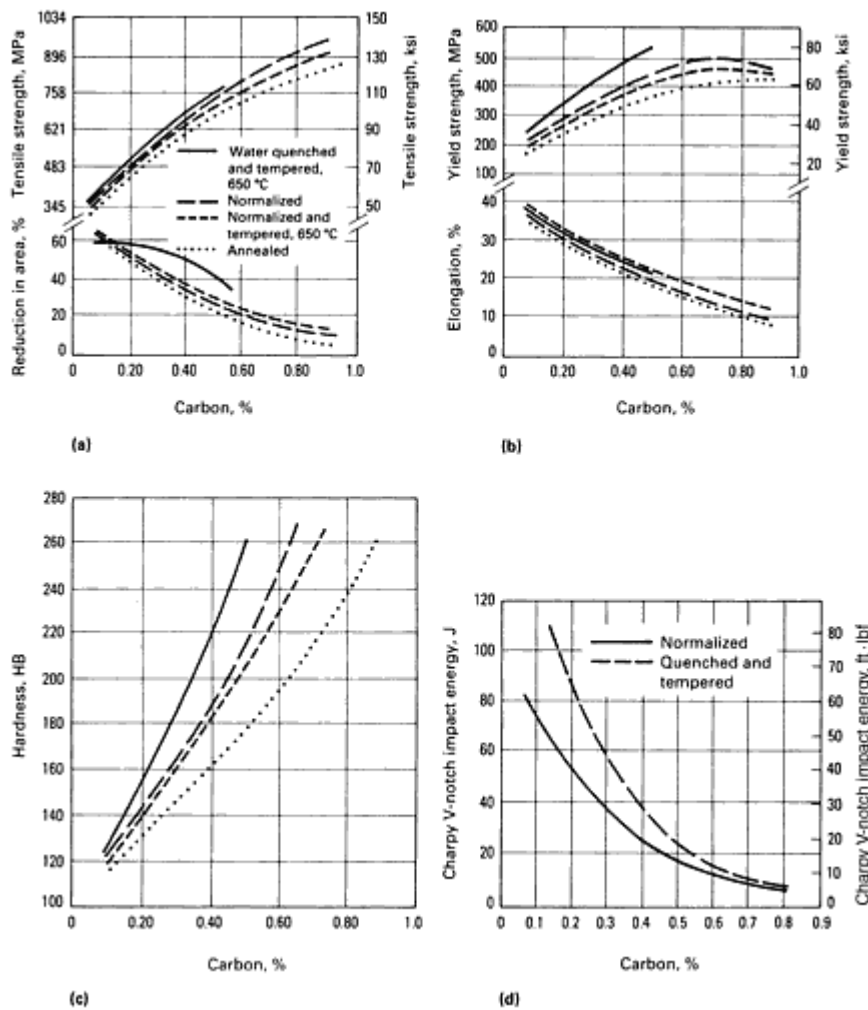 1034
896
758
621
483
345
Tensile strength, MPa
60
40
20
0
Reduction in area, %
150
130
110
90
70
50
Tensile strength, ksi
Water quenched
and tempered,
650 °C
Normalized
Normalized and
tempered, 650 °C
Annealed
0 0.20 0.40 0.60 0.80 1.0
Carbon, %
(a)
600
500
400
300
200
100
Yield strength, MPa
40
30
20
10
0
Elongation, %
80
60
40
20
Yield strength, ksi
0 0.20 0.40 0.60 0.80 1.0
Carbon, %
(b)
280
260
240
220
200
180
160
140
120
100
Hardness, HB
0 0.20 0.40 0.60 0.80 1.0
Carbon, %
(c)
120
100
80
60
40
20
0
Charpy V-notch impact energy, J
Normalized
Quenched and
tempered
80
70
60
50
40
30
20
10
0
Charpy V-notch impact energy, ft·lbf
0 0.1 0.2 0.3 0.4 0.5 0.6 0.7 0.8 0.9
Carbon, %
(d)